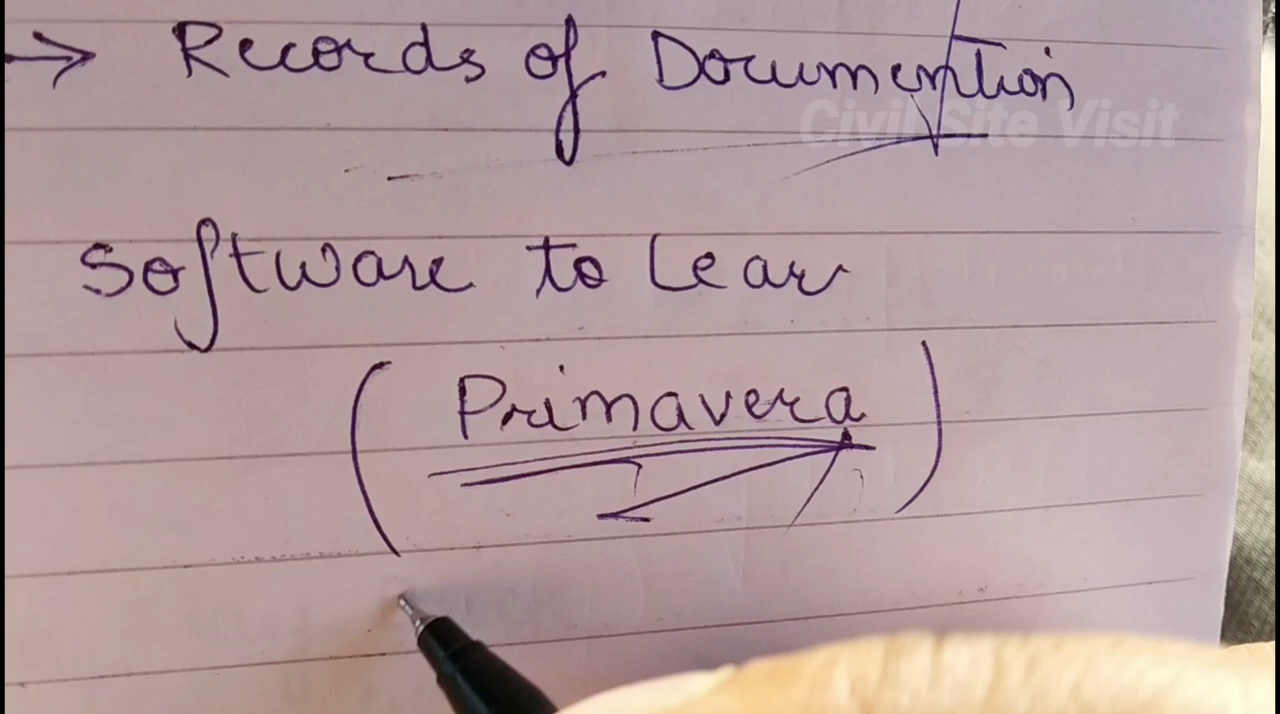 → Records of Documention
Civil Site Visit
Software to Lear
(Primavera)